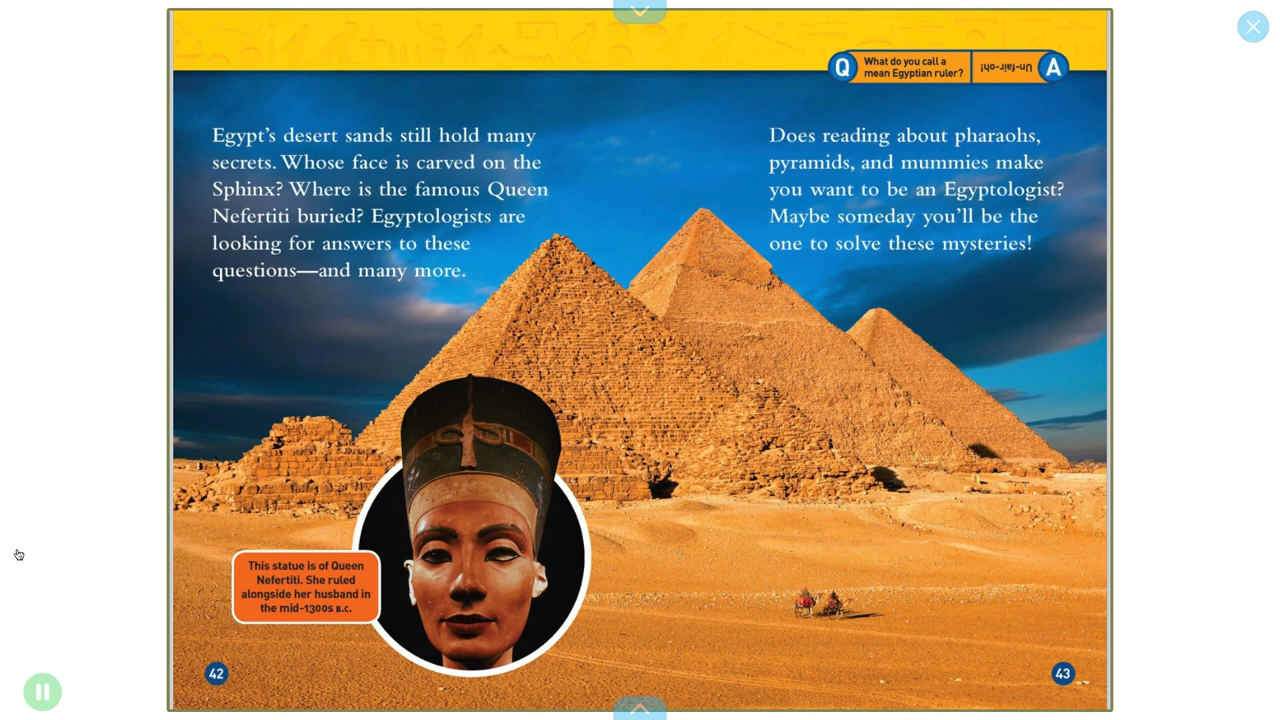 Q
What do you call a
mean Egyptian ruler?
Un-fair-oh!
A
Egypt's desert sands still hold many
secrets. Whose face is carved on the
Sphinx? Where is the famous Queen
Nefertiti buried? Egyptologists are
looking for answers to these
questions—and many more.
Does reading about pharaohs,
pyramids, and mummies make
you want to be an Egyptologist?
Maybe someday you'll be the
one to solve these mysteries!
This statue is of Queen
Nefertiti. She ruled
alongside her husband in
the mid-1300s B.C.
42
43